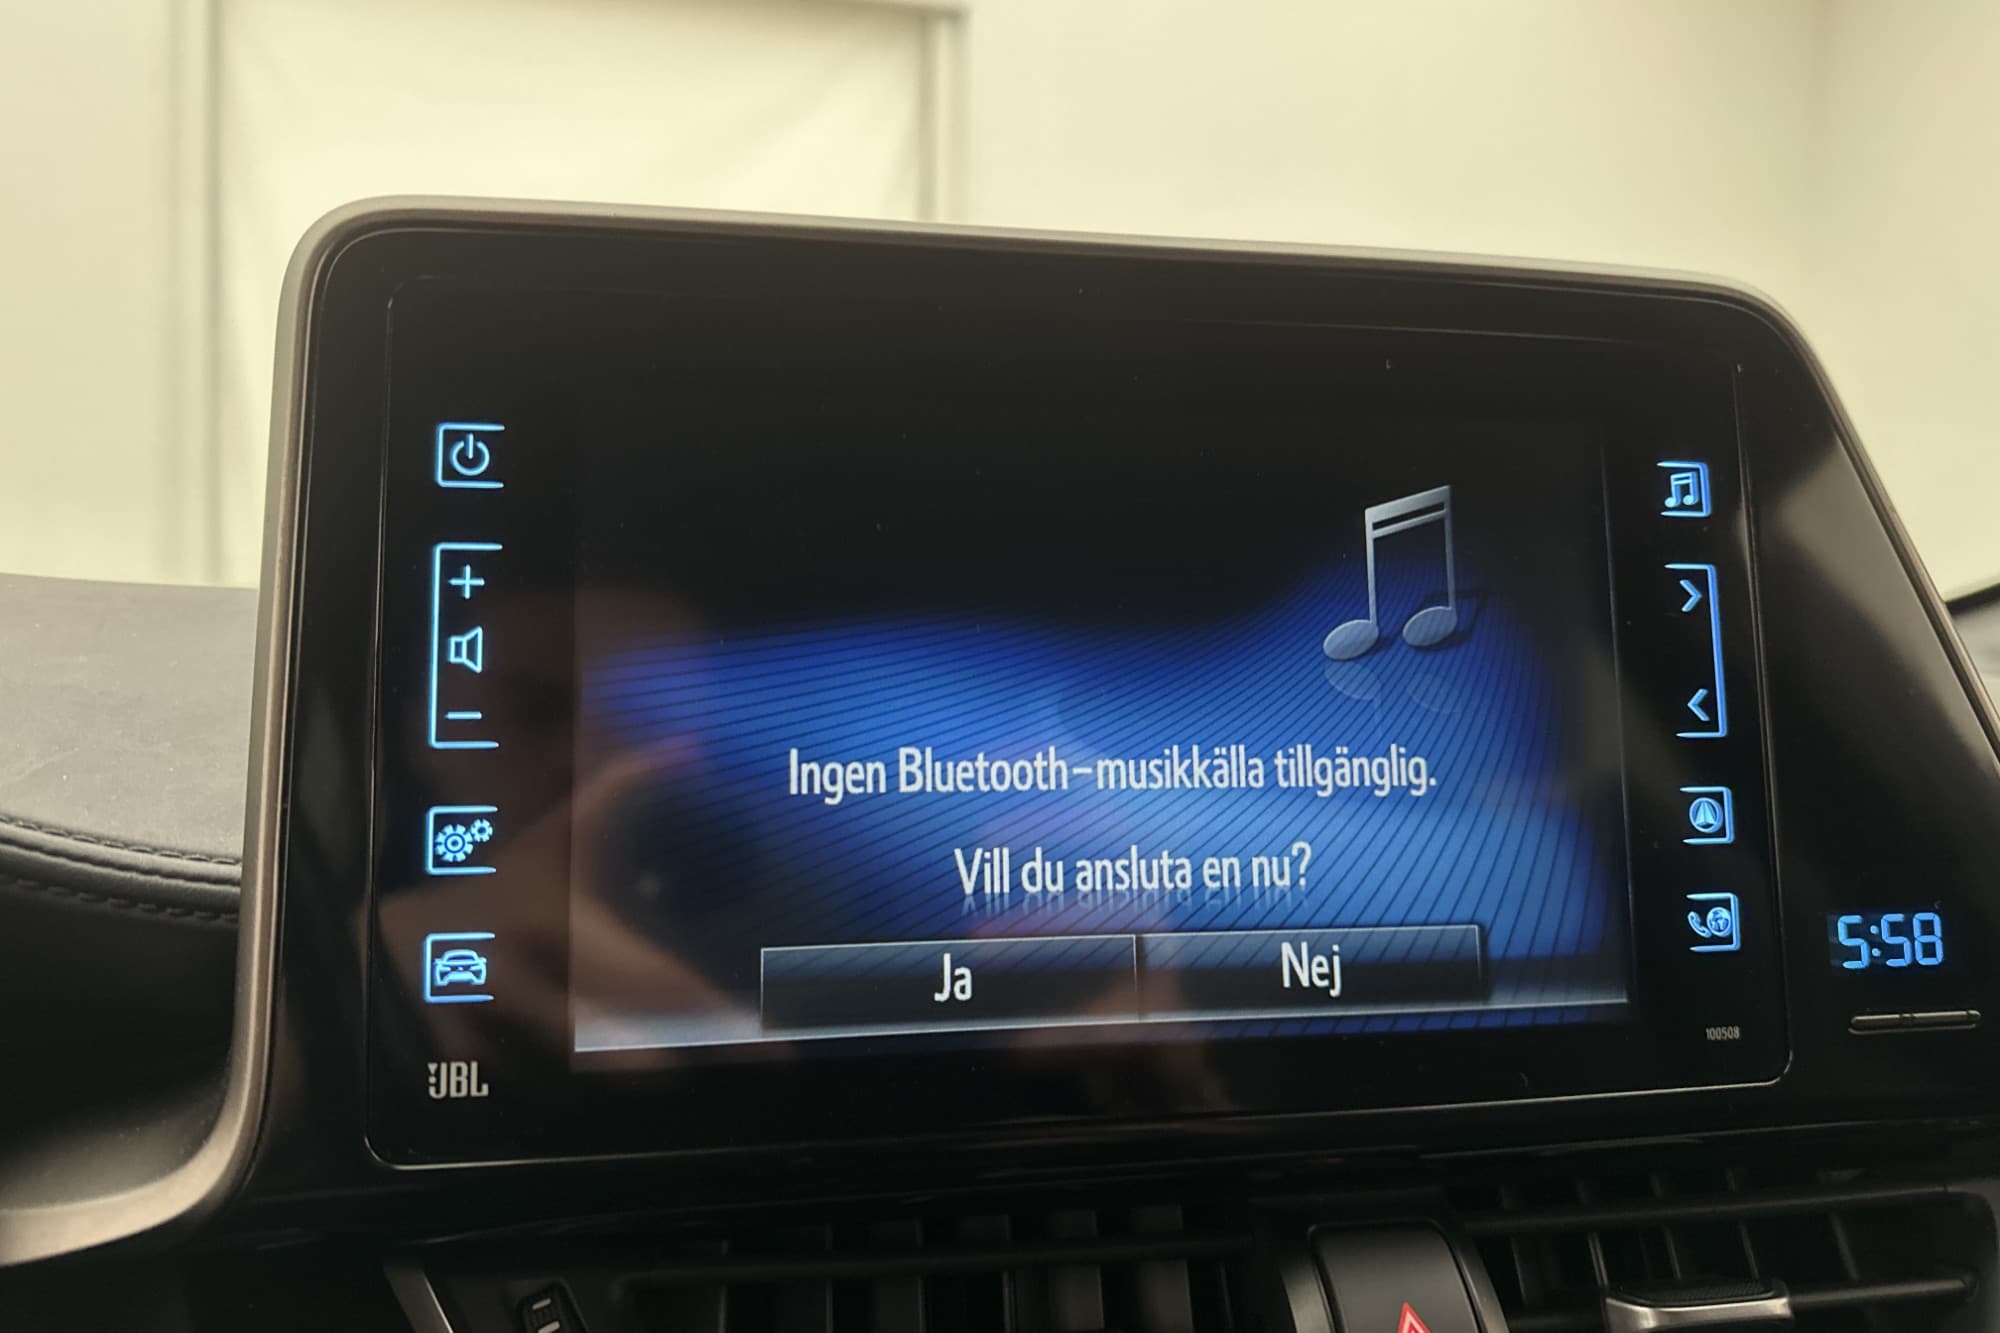 Ingen Bluetooth-musikkälla tillgänglig.
Vill du ansluta en nu?
Ja
Nej
JBL
100508
5:58